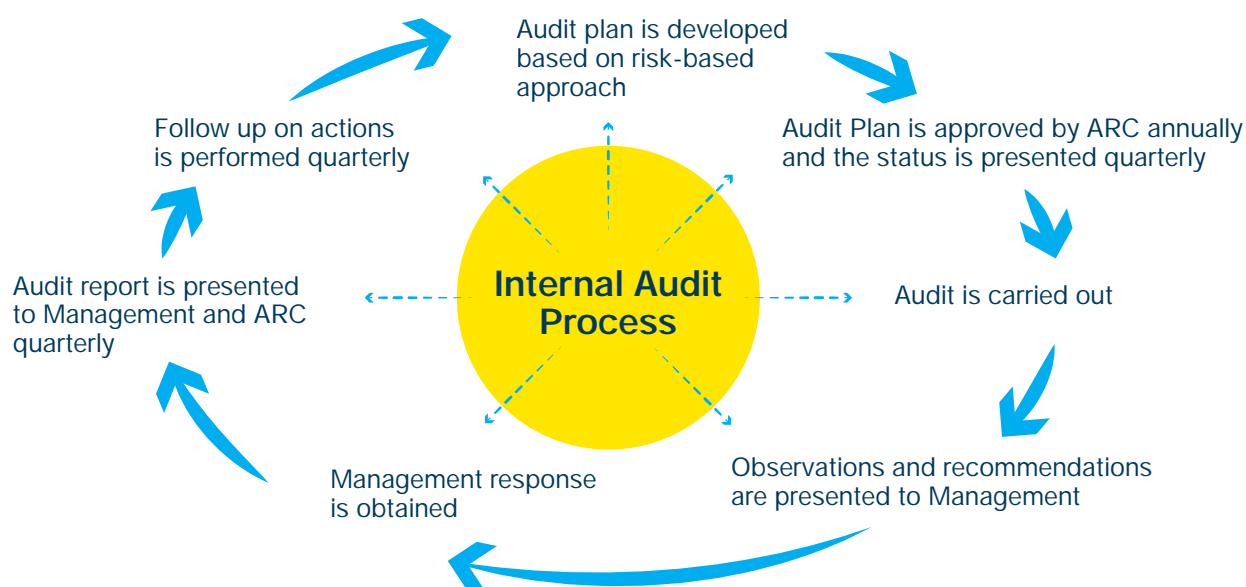 Audit plan is developed
based on risk-based
approach
Audit Plan is approved by ARC annually
and the status is presented quarterly
Audit is carried out
Observations and recommendations
are presented to Management
Management response
is obtained
Audit report is presented
to Management and ARC
quarterly
Follow up on actions
is performed quarterly
Internal Audit
Process